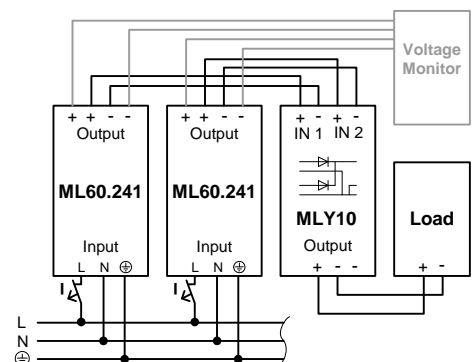 Voltage
Monitor
+ + - -
Output
ML60.241
Input
L N ⏚
I
+ + - -
Output
ML60.241
Input
L N ⏚
I
+ - + -
IN 1 IN 2
MLY10
Output
+ - -
Load
+ -
L
N
⏚